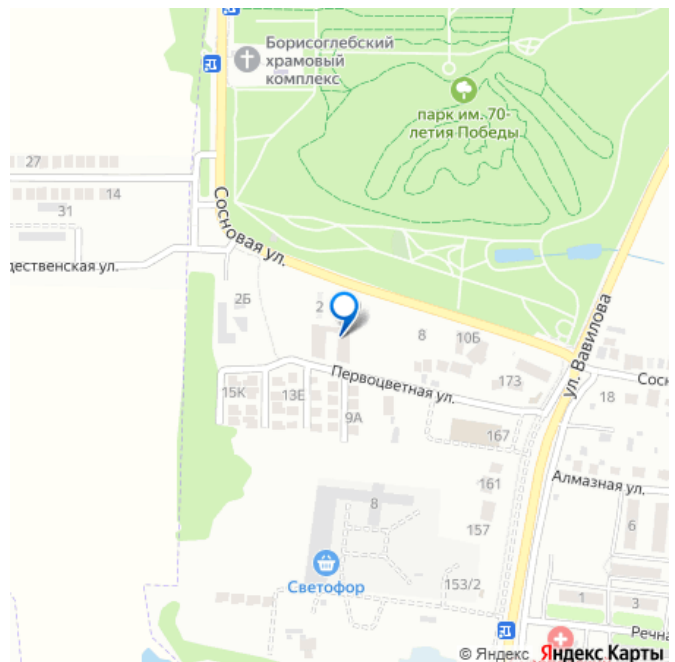 Борисоглебский
храмовый
комплекс
парк им. 70-
летия Победы
27
14
31
Сосновая ул.
дественская ул.
2Б
2
8
10Б
ул. Вавилова
173
Сосн
18
Первоцветная ул.
15К
13Е
9А
167
Алмазная ул.
161
8
157
6
Светофор
153/2
1
3
Речна
© Яндекс Яндекс Карты